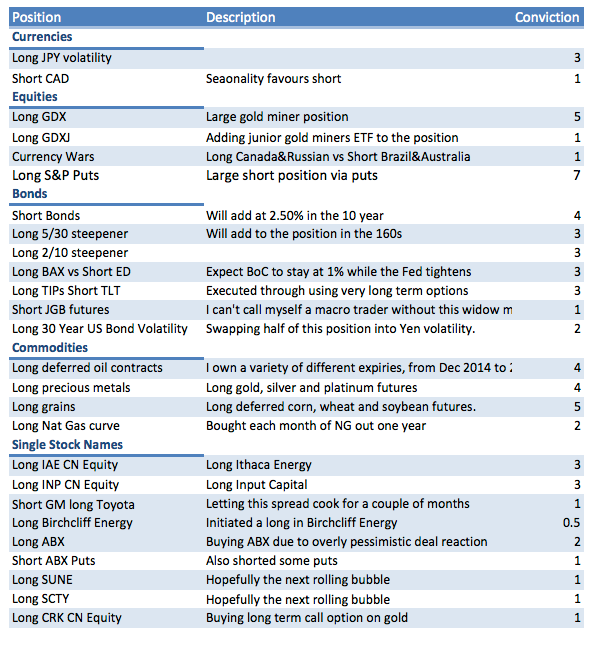 Position Description Conviction
Currencies
Long JPY volatility 3
Short CAD Seaonality favours short 1
Equities
Long GDX Large gold miner position 5
Long GDXJ Adding junior gold miners ETF to the position 1
Currency Wars Long Canada&Russian vs Short Brazil&Australia 1
Long S&P Puts Large short position via puts 7
Bonds
Short Bonds Will add at 2.50% in the 10 year 4
Long 5/30 steepener Will add to the position in the 160s 3
Long 2/10 steepener 3
Long BAX vs Short ED Expect BoC to stay at 1% while the Fed tightens 3
Long TIPs Short TLT Executed through using very long term options 3
Short JGB futures I can't call myself a macro trader without this widow m 1
Long 30 Year US Bond Volatility Swapping half of this position into Yen volatility. 2
Commodities
Long deferred oil contracts I own a variety of different expiries, from Dec 2014 to 4
Long precious metals Long gold, silver and platinum futures 4
Long grains Long deferred corn, wheat and soybean futures. 5
Long Nat Gas curve Bought each month of NG out one year 2
Single Stock Names
Long IAE CN Equity Long Ithaca Energy 3
Long INP CN Equity Long Input Capital 3
Short GM long Toyota Letting this spread cook for a couple of months 1
Long Birchcliff Energy Initiated a long in Birchcliff Energy 0.5
Long ABX Buying ABX due to overly pessimistic deal reaction 2
Short ABX Puts Also shorted some puts 1
Long SUNE Hopefully the next rolling bubble 1
Long SCTY Hopefully the next rolling bubble 1
Long CRK CN Equity Buying long term call option on gold 1